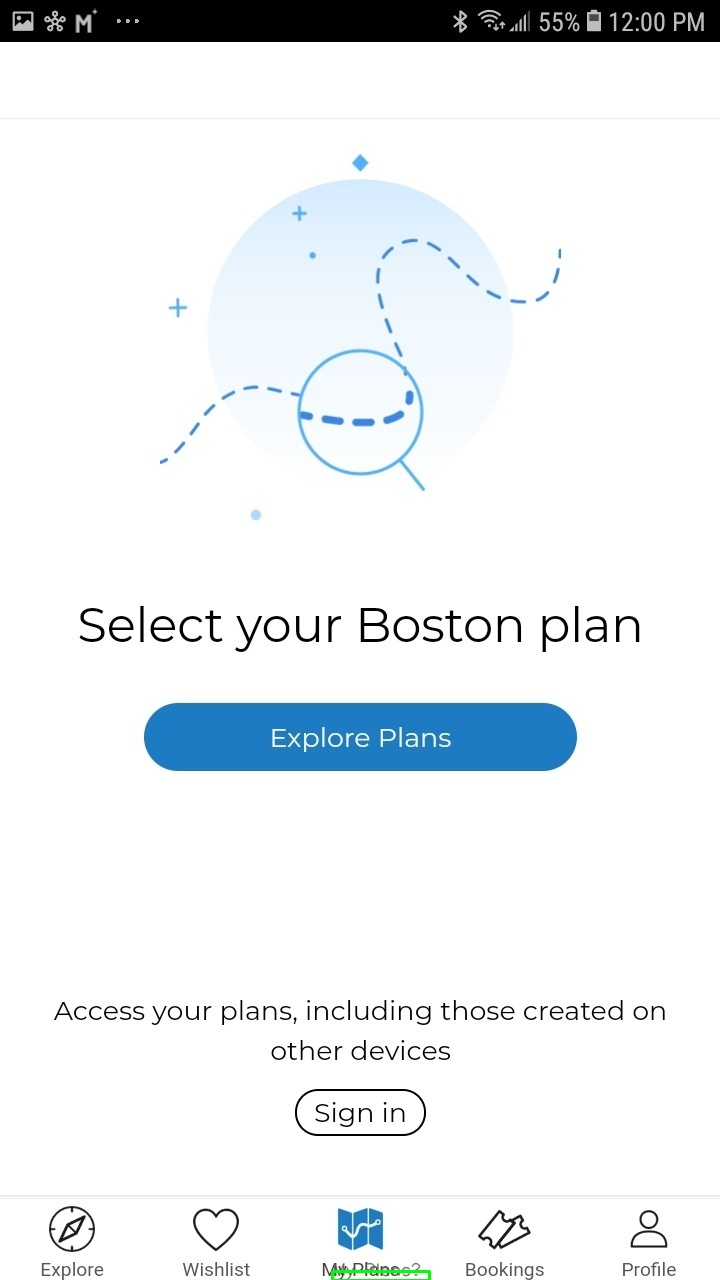 55% 12:00 PM
Select your Boston plan
Explore Plans
Access your plans, including those created on
other devices
Sign in
Explore Wishlist My Plans Bookings Profile